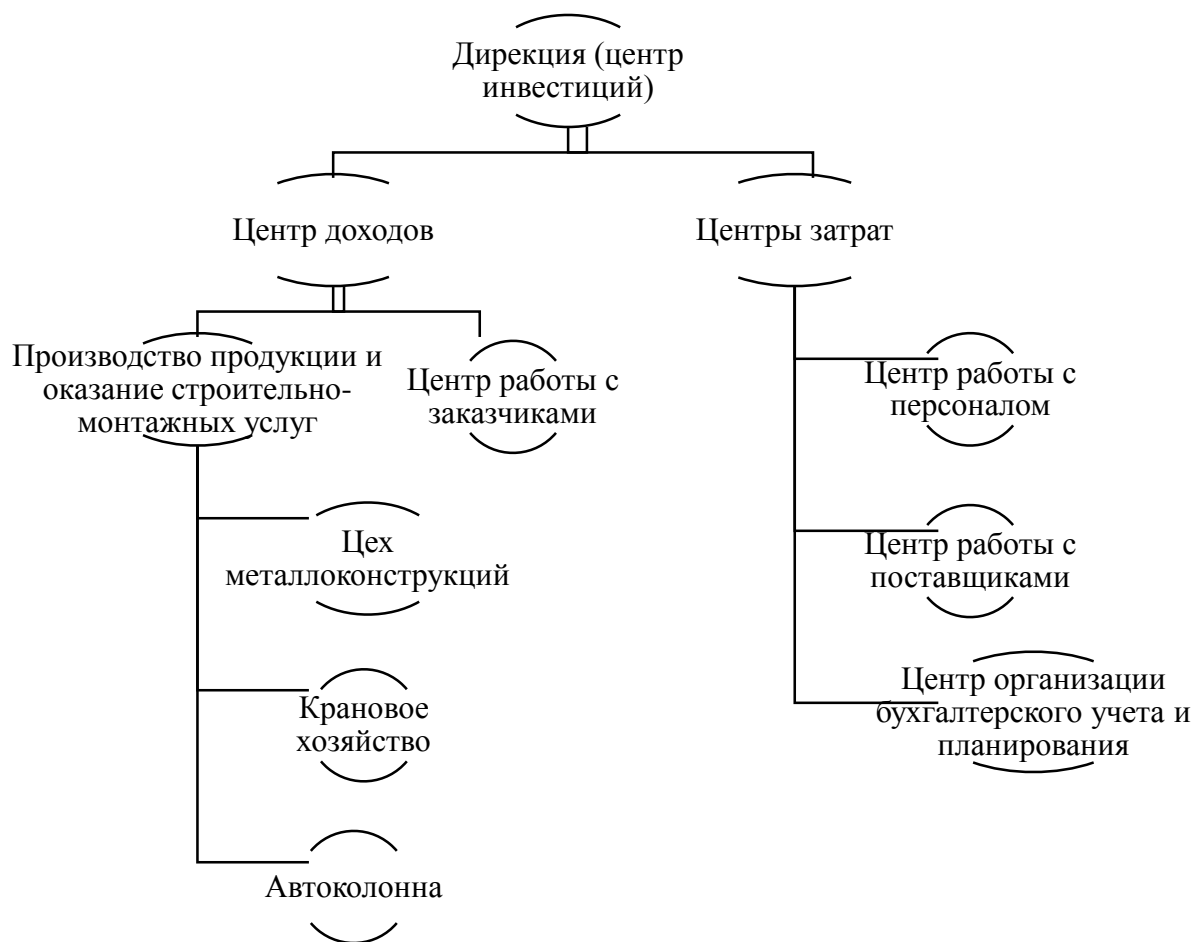 Дирекция (центр
инвестиций)
Центр доходов
Центры затрат
Производство продукции и
оказание строительно-
монтажных услуг
Центр работы с
заказчиками
Цех
металлоконструкций
Крановое
хозяйство
Автоколонна
Центр работы с
персоналом
Центр работы с
поставщиками
Центр организации
бухгалтерского учета и
планирования